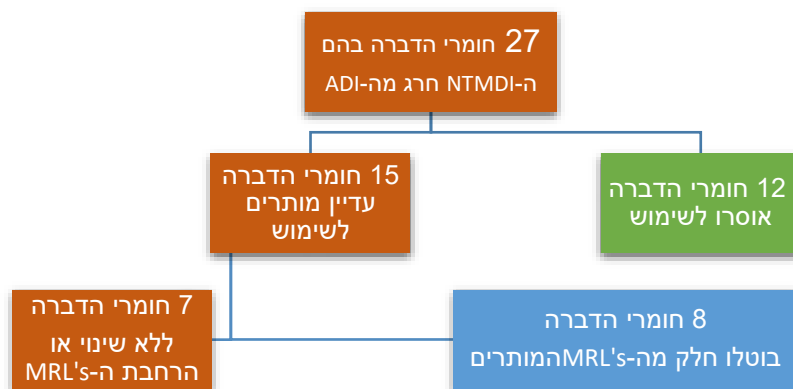 27 חומרי הדברה בהם
ה-NTMDI חרג מה-ADI
15 חומרי הדברה
עדיין מותרים
לשימוש
12 חומרי הדברה
אוסרו לשימוש
7 חומרי הדברה
ללא שינוי או
הרחבת ה-MRL's
8 חומרי הדברה
בוטלו חלק מה-MRL'sהמותרים